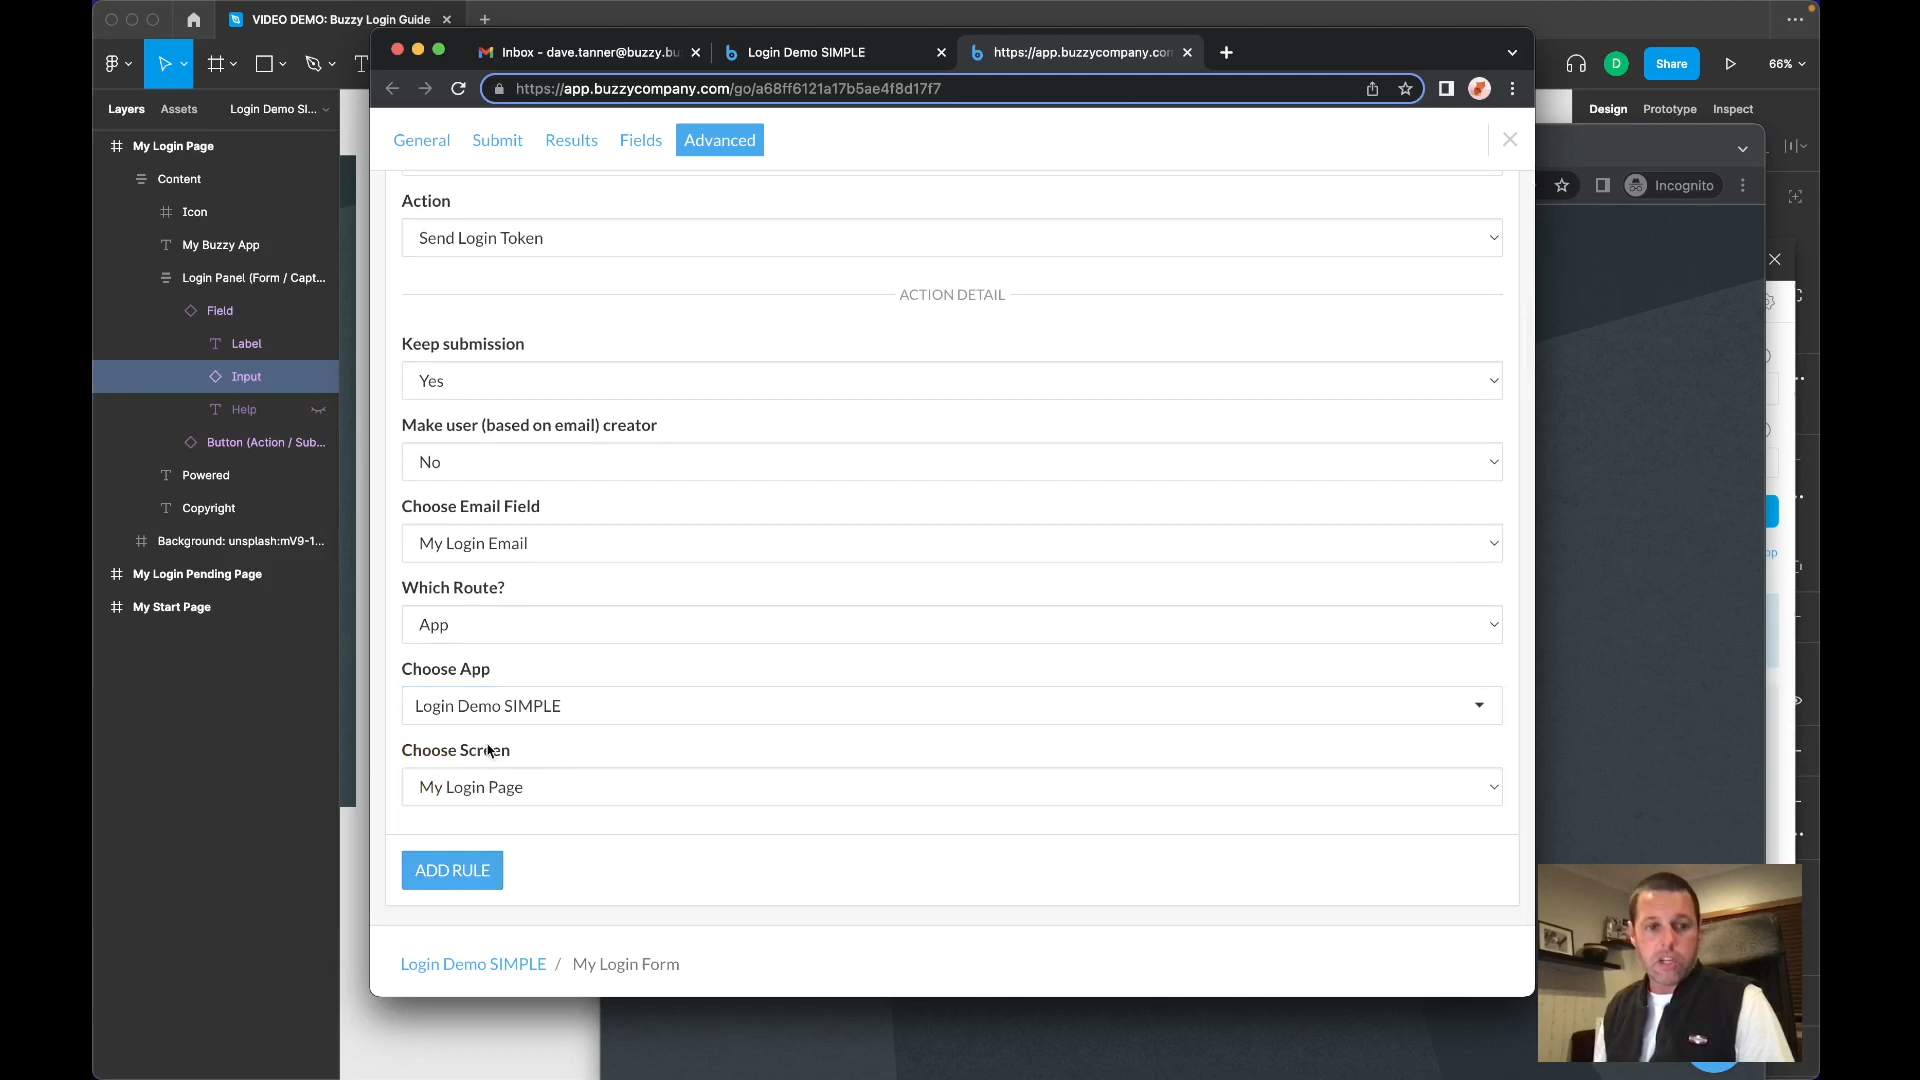 VIDEO DEMO: Buzzy Login Guide
Share
66%
D
T
Layers
Assets
Login Demo SI...
Design
Prototype
Inspect
My Login Page
Content
Icon
My Buzzy App
Login Panel (Form / Capt...
Field
Label
Input
Help
Button (Action / Sub...
Powered
Copyright
Background: unsplash:mV9-1...
My Login Pending Page
My Start Page
Inbox - dave.tanner@buzzy.bu
Login Demo SIMPLE
https://app.buzzycompany.con
https://app.buzzycompany.com/go/a68ff6121a17b5ae4f8d17f7
Incognito
General
Submit
Results
Fields
Advanced
Action
Send Login Token
ACTION DETAIL
Keep submission
Yes
Make user (based on email) creator
No
Choose Email Field
My Login Email
Which Route?
App
Choose App
Login Demo SIMPLE
Choose Screen
My Login Page
ADD RULE
Login Demo SIMPLE / My Login Form
op